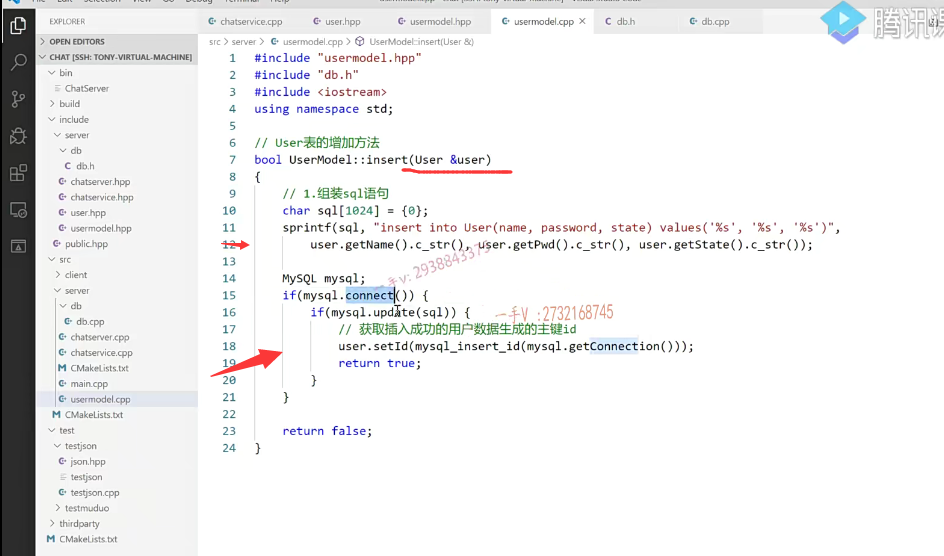 Selection View Go Debug Terminal Help
EXPLORER
OPEN EDITORS
CHAT [SSH: TONY-VIRTUAL-MACHINE]
bin
ChatServer
build
include
server
db
db.h
chatserver.hpp
chatservice.hpp
user.hpp
usermodel.hpp
public.hpp
src
client
server
db
db.cpp
chatserver.cpp
chatservice.cpp
CMakeLists.txt
main.cpp
usermodel.cpp
CMakeLists.txt
test
testjson
json.hpp
testjson
testjson.cpp
testmuduo
thirdparty
CMakeLists.txt
chatservice.cpp user.hpp usermodel.hpp usermodel.cpp db.h db.cpp
src > server > usermodel.cpp > UserModel::insert(User &)
1 #include "usermodel.hpp"
2 #include "db.h"
3 #include <iostream>
4 using namespace std;
5
6 // User表的增加方法
7 bool UserModel::insert(User &user)
8 {
9 // 1.组装sql语句
10 char sql[1024] = {0};
11 sprintf(sql, "insert into User(name, password, state) values('%s', '%s', '%s')",
12 user.getName().c_str(), user.getPwd().c_str(), user.getState().c_str());
13
14 MySQL mysql;
15 if(mysql.connect()) {
16 if(mysql.update(sql)) {
17 // 获取插入成功的用户数据生成的主键id
18 user.setId(mysql_insert_id(mysql.getConnection()));
19 return true;
20 }
21 }
22
23 return false;
24 }
一手V :2732168745
腾讯课